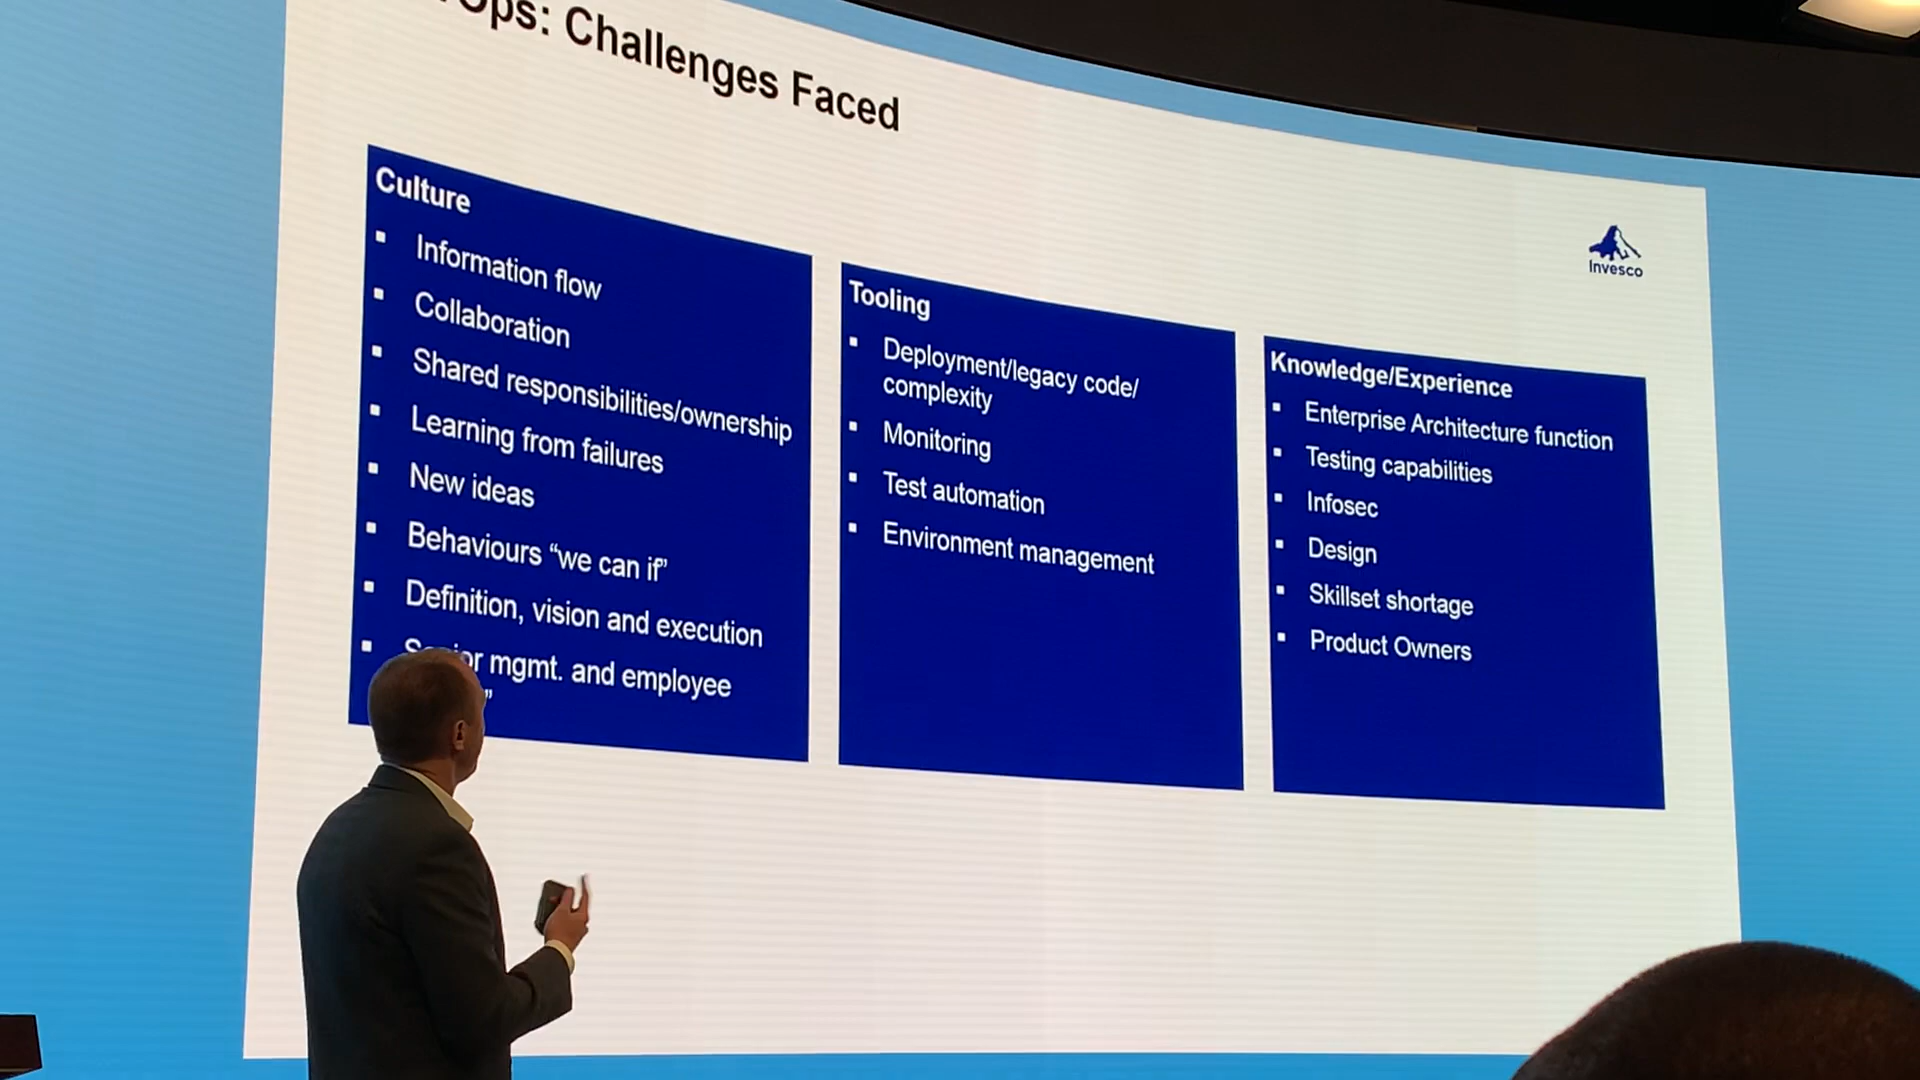 Ops: Challenges Faced
Invesco
Culture
▪ Information flow
▪ Collaboration
▪ Shared responsibilities/ownership
▪ Learning from failures
▪ New ideas
▪ Behaviours “we can if”
▪ Definition, vision and execution
▪ Senior mgmt. and employee
”
Tooling
▪ Deployment/legacy code/
complexity
▪ Monitoring
▪ Test automation
▪ Environment management
Knowledge/Experience
▪ Enterprise Architecture function
▪ Testing capabilities
▪ Infosec
▪ Design
▪ Skillset shortage
▪ Product Owners